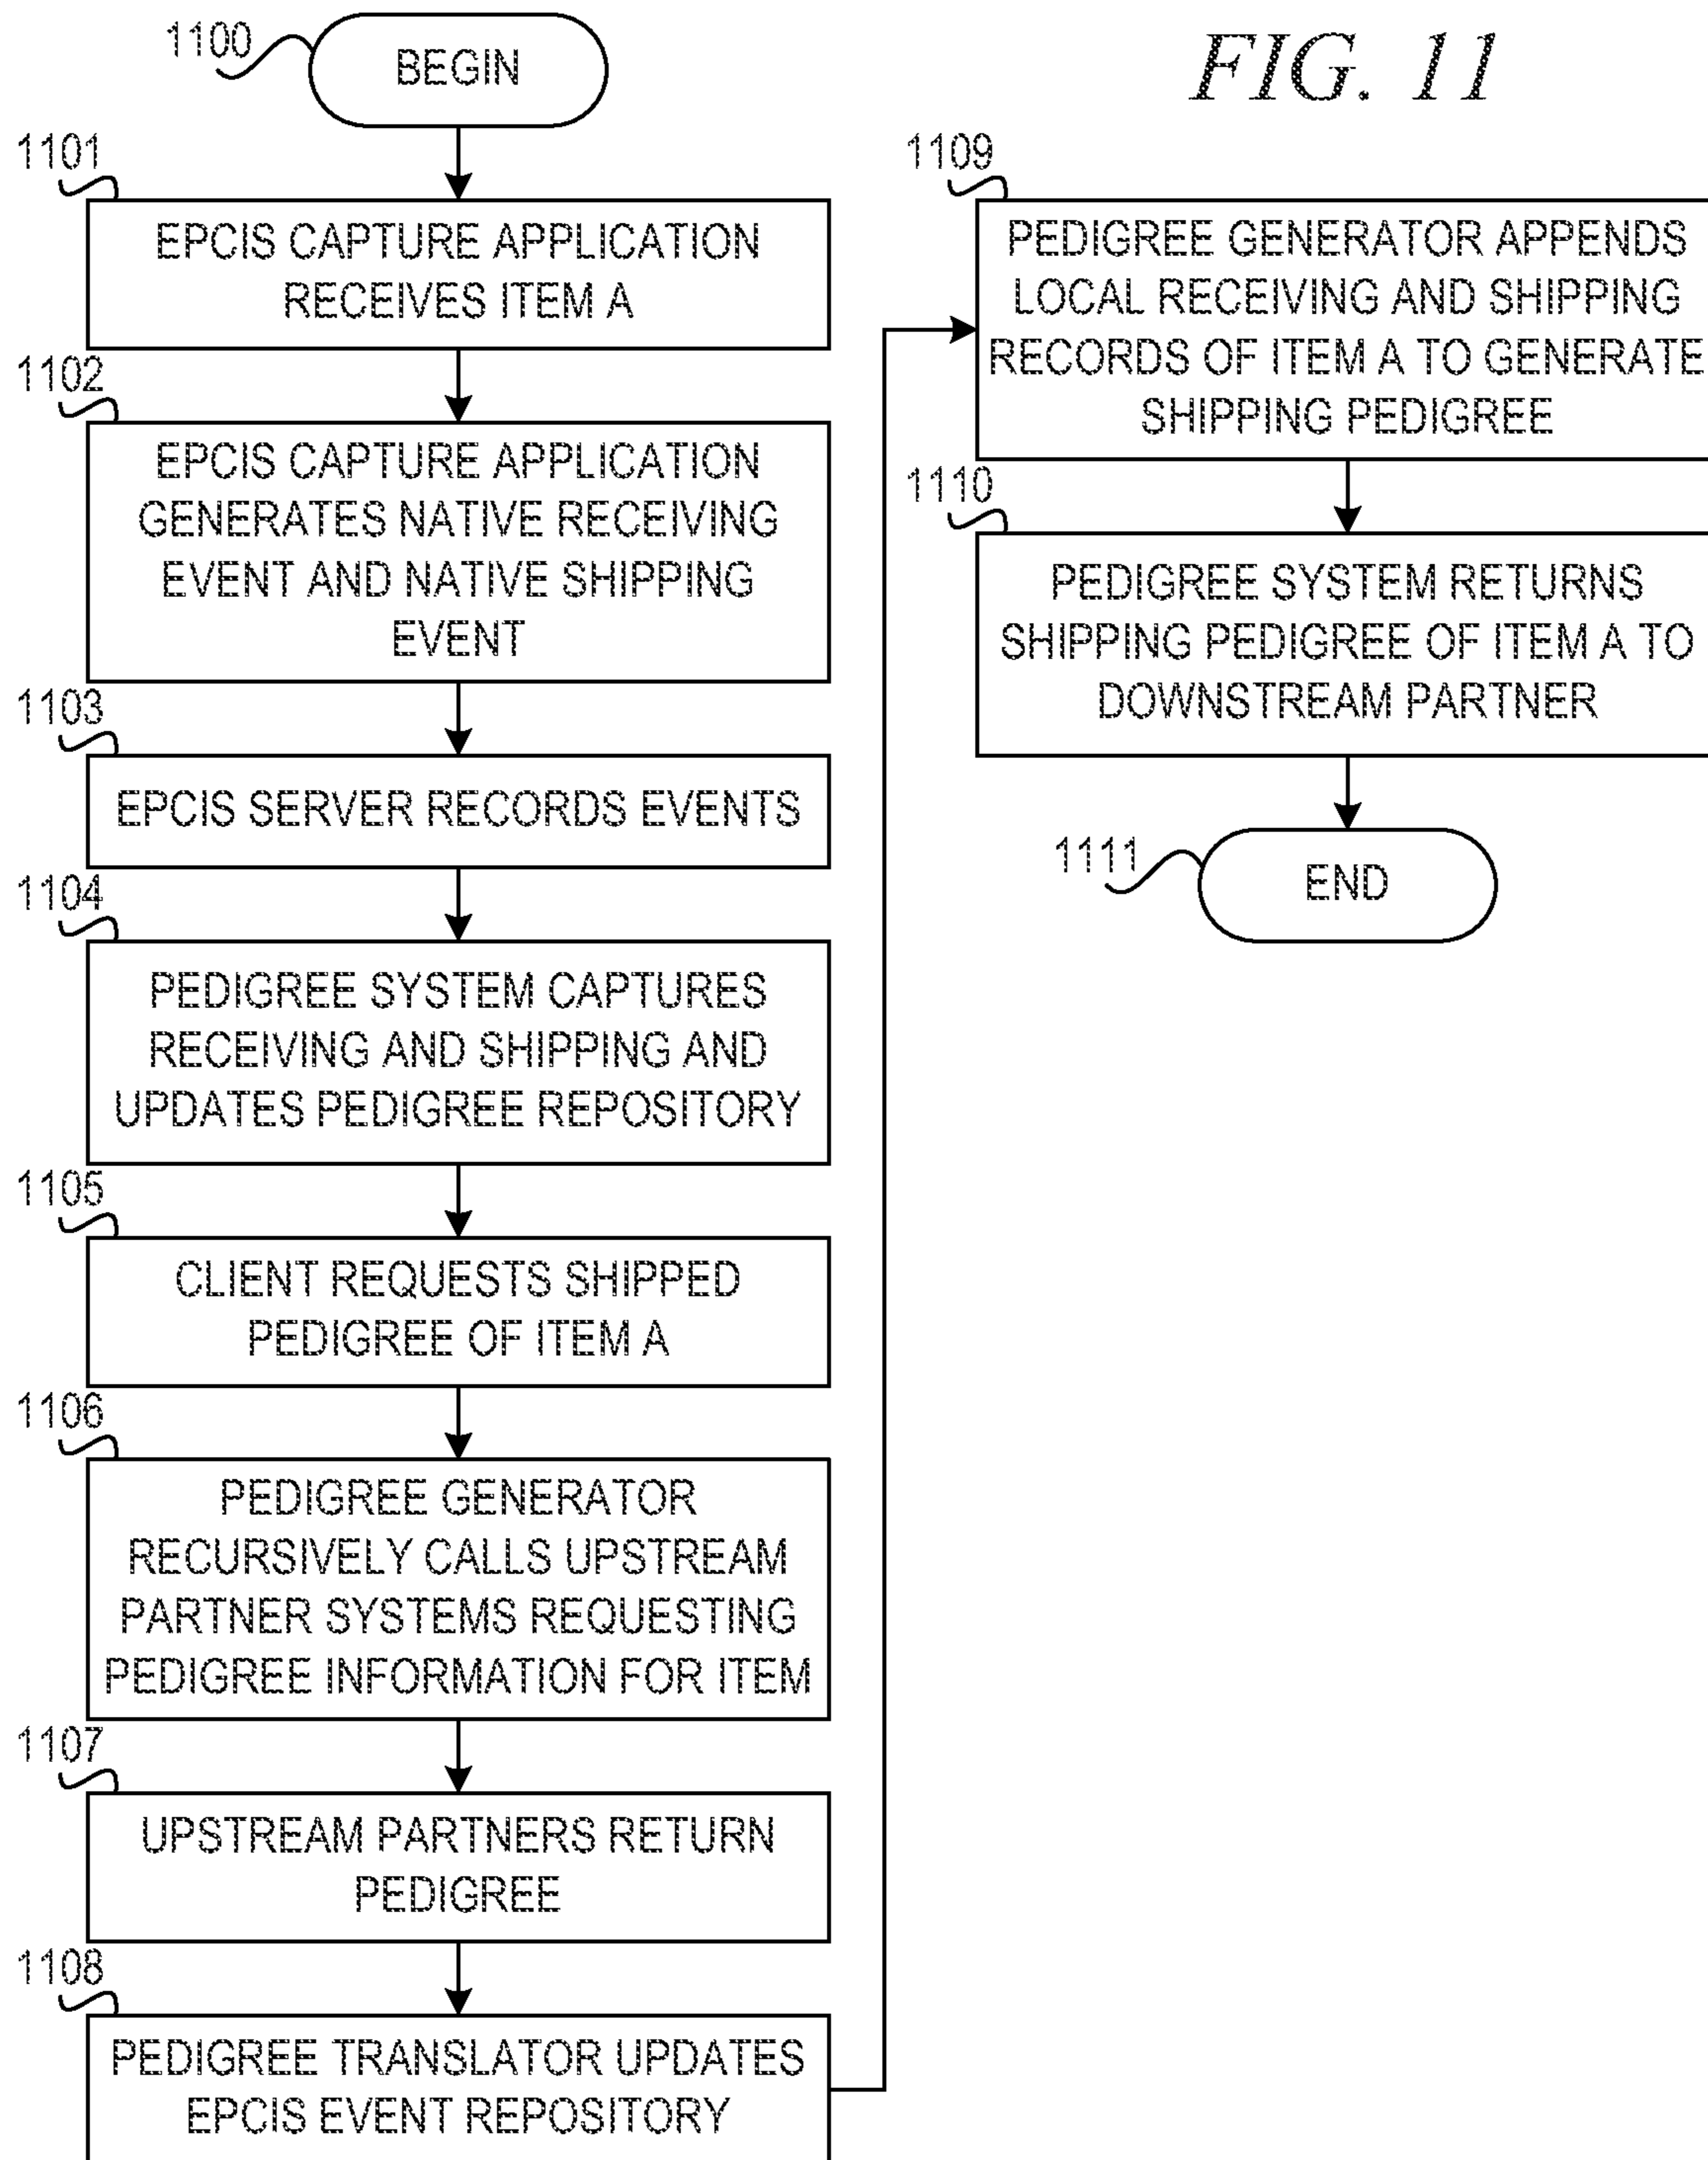 FIG. 11
1100
BEGIN
1101
EPCIS CAPTURE APPLICATION
RECEIVES ITEM A
1102
EPCIS CAPTURE APPLICATION
GENERATES NATIVE RECEIVING
EVENT AND NATIVE SHIPPING
EVENT
1103
EPCIS SERVER RECORDS EVENTS
1104
PEDIGREE SYSTEM CAPTURES
RECEIVING AND SHIPPING AND
UPDATES PEDIGREE REPOSITORY
1105
CLIENT REQUESTS SHIPPED
PEDIGREE OF ITEM A
1106
PEDIGREE GENERATOR
RECURSIVELY CALLS UPSTREAM
PARTNER SYSTEMS REQUESTING
PEDIGREE INFORMATION FOR ITEM
1107
UPSTREAM PARTNERS RETURN
PEDIGREE
1108
PEDIGREE TRANSLATOR UPDATES
EPCIS EVENT REPOSITORY
1109
PEDIGREE GENERATOR APPENDS
LOCAL RECEIVING AND SHIPPING
RECORDS OF ITEM A TO GENERATE
SHIPPING PEDIGREE
1110
PEDIGREE SYSTEM RETURNS
SHIPPING PEDIGREE OF ITEM A TO
DOWNSTREAM PARTNER
1111
END